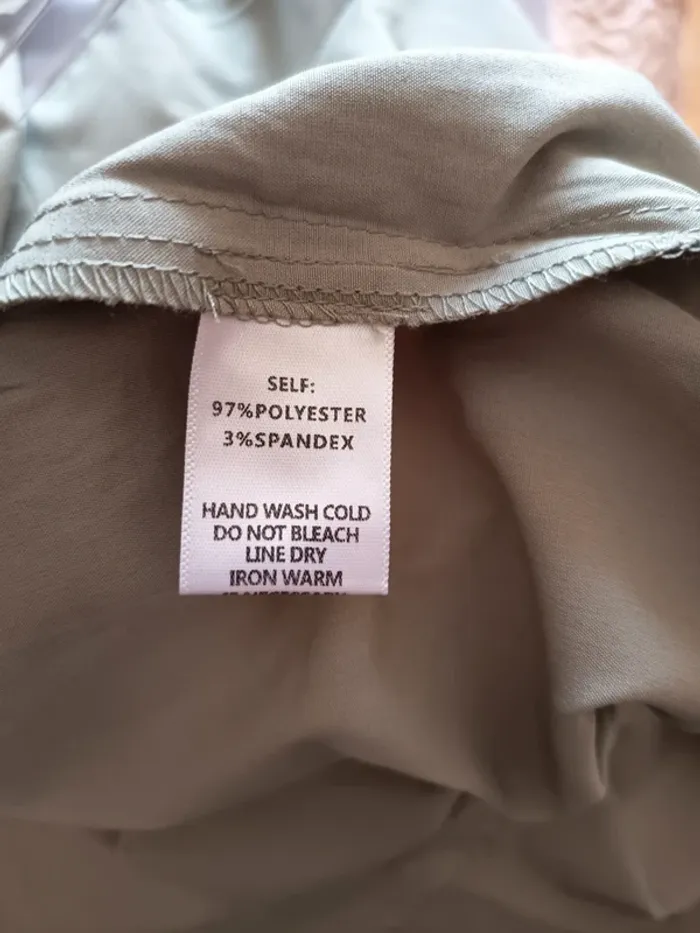 SELF:
97%POLYESTER
3%SPANDEX
HAND WASH COLD
DO NOT BLEACH
LINE DRY
IRON WARM